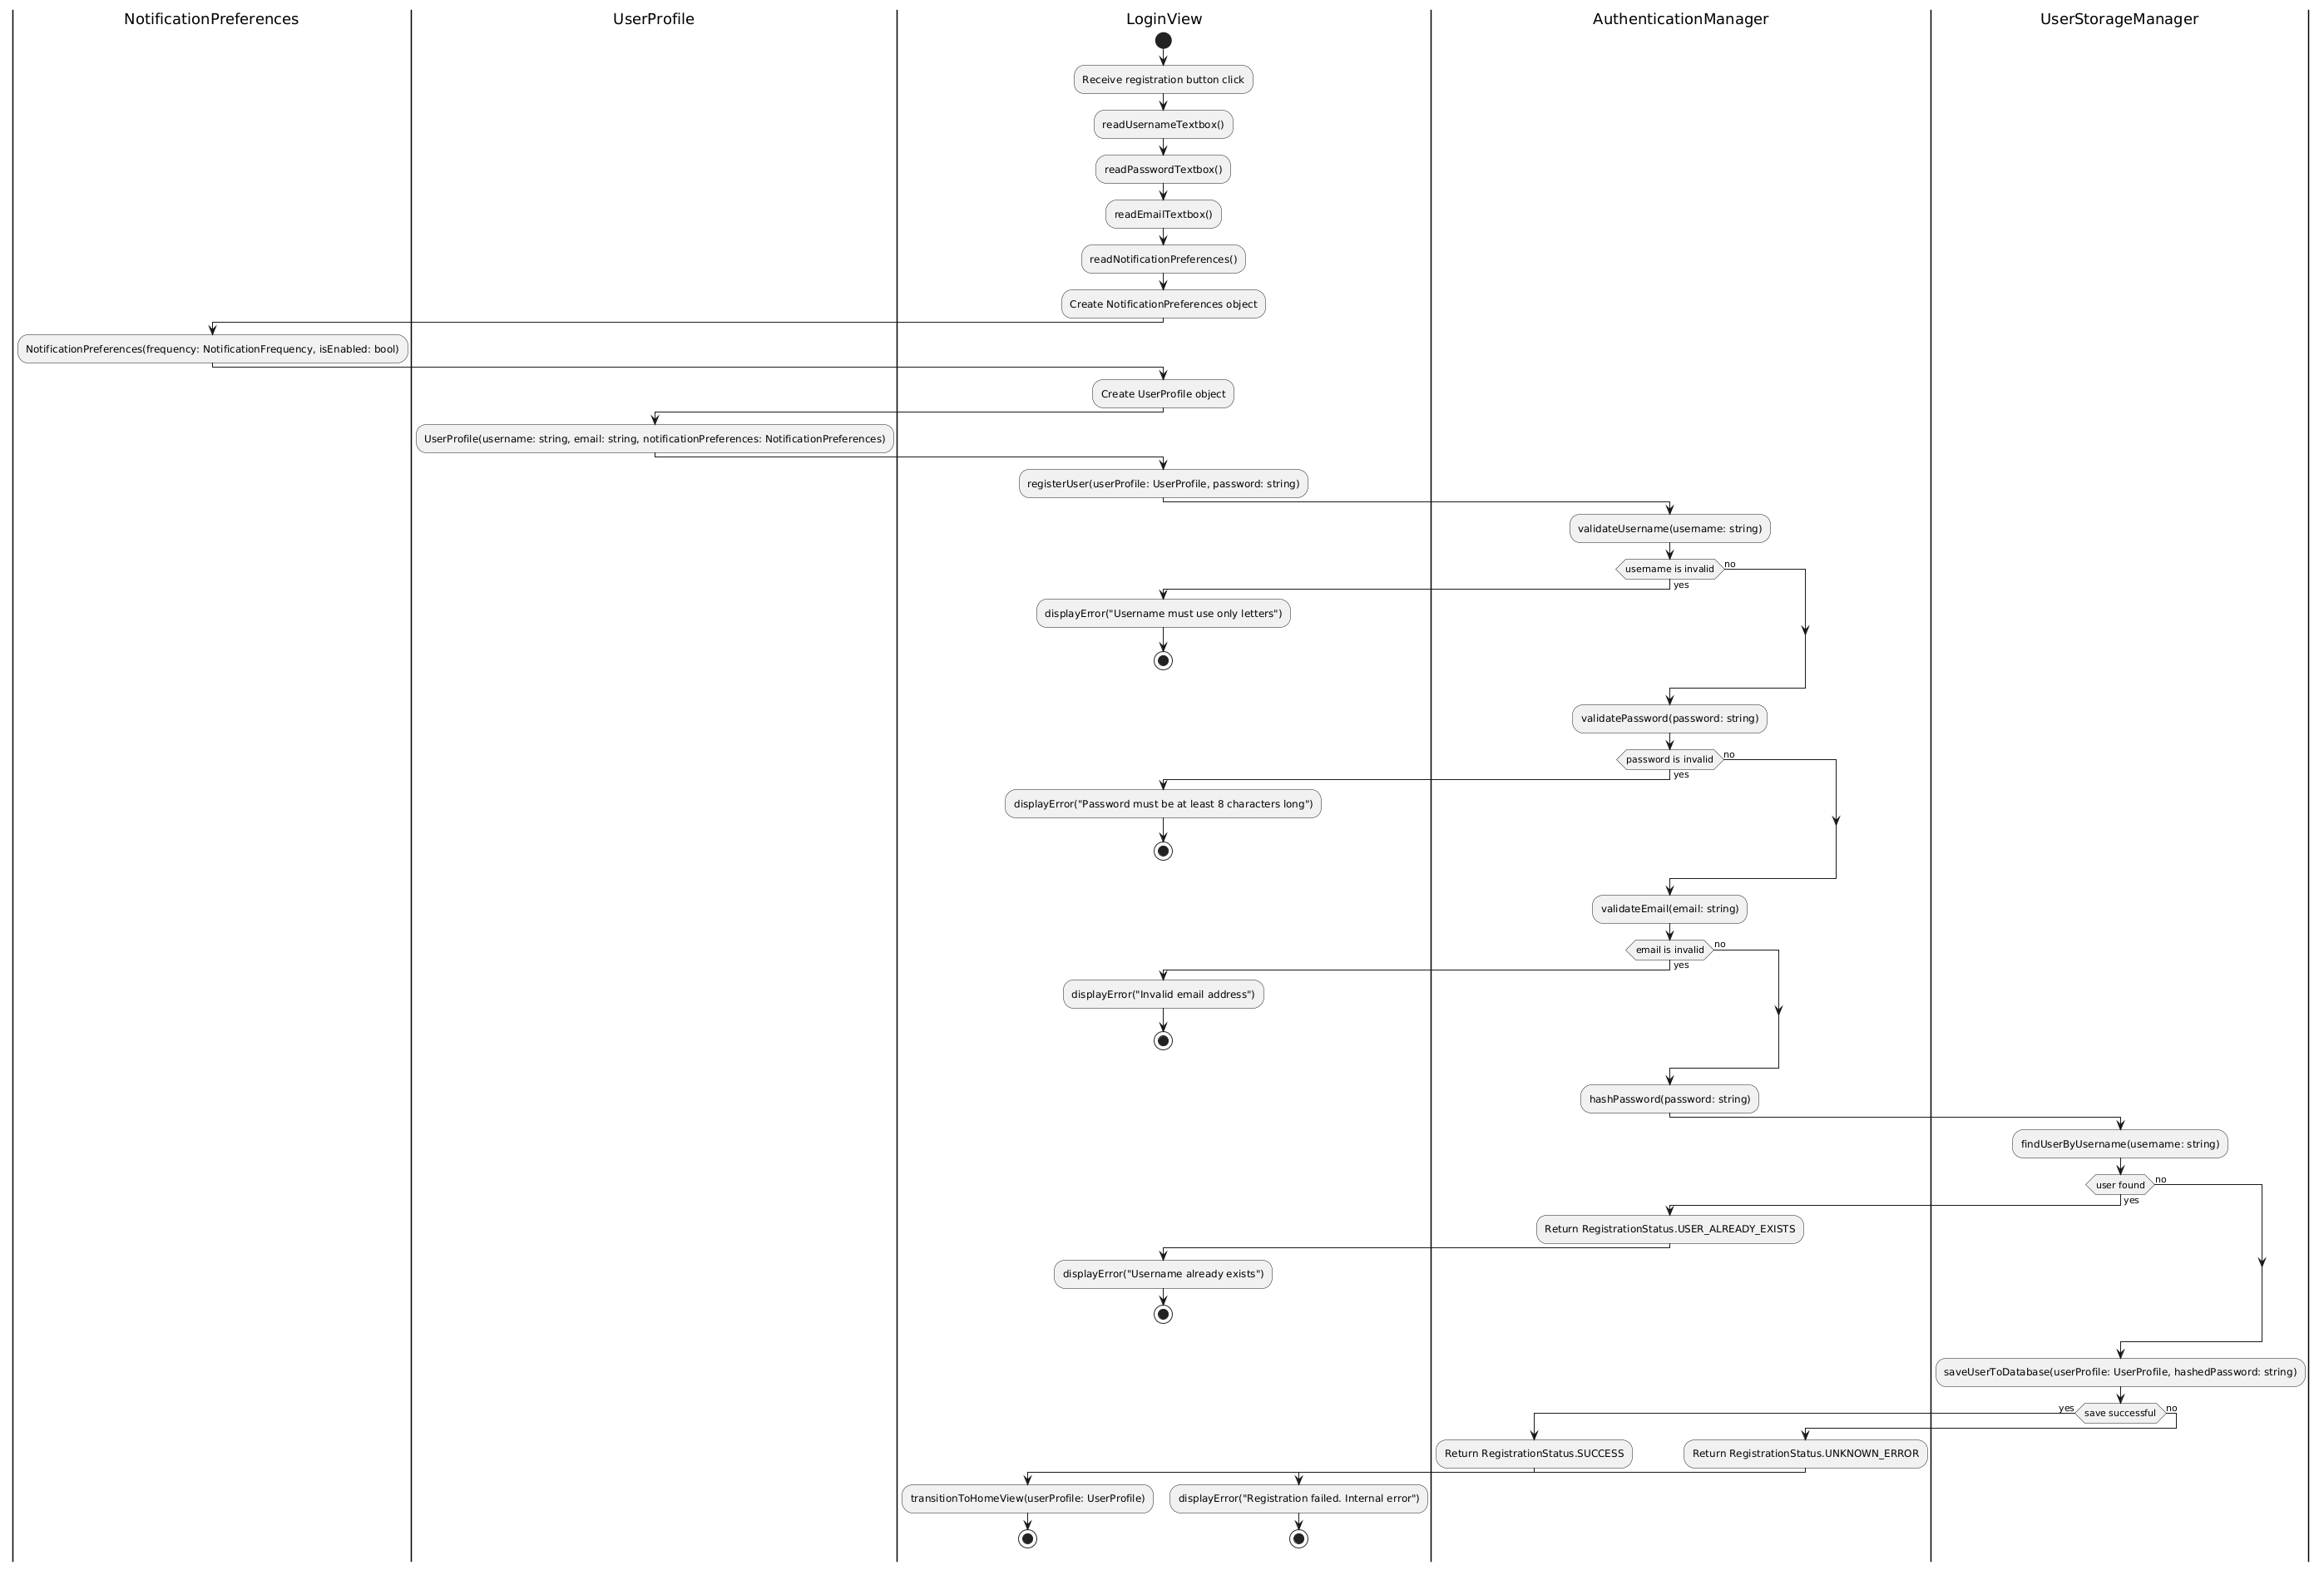 NotificationPreferences
UserProfile
LoginView
AuthenticationManager
UserStorageManager
Receive registration button click
readUsernameTextbox()
readPasswordTextbox()
readEmailTextbox()
readNotificationPreferences()
Create NotificationPreferences object
NotificationPreferences(frequency: NotificationFrequency, isEnabled: bool)
Create UserProfile object
UserProfile(username: string, email: string, notificationPreferences: NotificationPreferences)
registerUser(userProfile: UserProfile, password: string)
validateUsername(username: string)
username is invalid
no
yes
displayError("Username must use only letters")
validatePassword(password: string)
password is invalid
no
yes
displayError("Password must be at least 8 characters long")
validateEmail(email: string)
email is invalid
no
yes
displayError("Invalid email address")
hashPassword(password: string)
findUserByUsername(username: string)
user found
no
yes
Return RegistrationStatus.USER_ALREADY_EXISTS
displayError("Username already exists")
saveUserToDatabase(userProfile: UserProfile, hashedPassword: string)
yes
save successful
no
Return RegistrationStatus.SUCCESS
Return RegistrationStatus.UNKNOWN_ERROR
transitionToHomeView(userProfile: UserProfile)
displayError("Registration failed. Internal error")